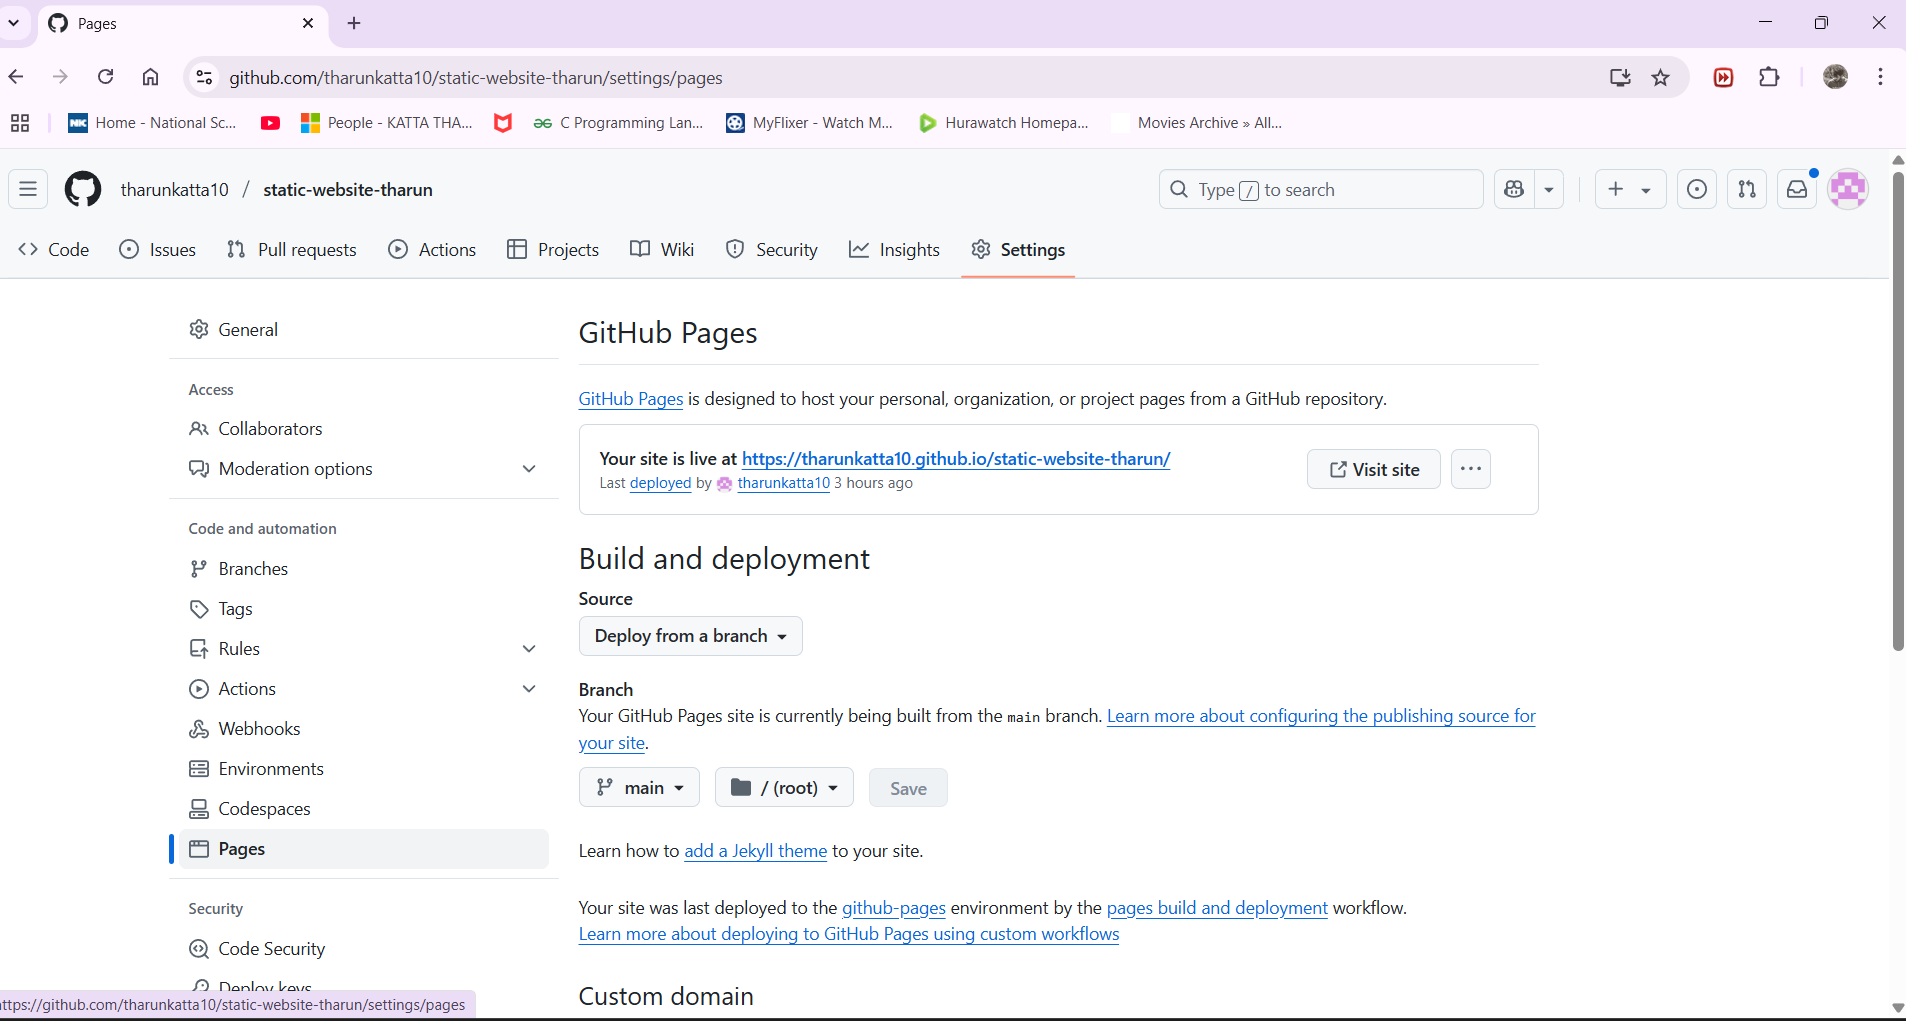 Pages
github.com/tharunkatta10/static-website-tharun/settings/pages
NK Home - National Sc...
People - KATTA THA...
C Programming Lan...
MyFlixer - Watch M...
Hurawatch Homepa...
Movies Archive » All...
tharunkatta10 / static-website-tharun
Type / to search
Code
Issues
Pull requests
Actions
Projects
Wiki
Security
Insights
Settings
General
Access
Collaborators
Moderation options
Code and automation
Branches
Tags
Rules
Actions
Webhooks
Environments
Codespaces
Pages
Security
Code Security
Deploy keys
GitHub Pages
GitHub Pages is designed to host your personal, organization, or project pages from a GitHub repository.
Your site is live at https://tharunkatta10.github.io/static-website-tharun/
Last deployed by tharunkatta10 3 hours ago
Visit site
Build and deployment
Source
Deploy from a branch
Branch
Your GitHub Pages site is currently being built from the main branch. Learn more about configuring the publishing source for
your site.
main
/ (root)
Save
Learn how to add a Jekyll theme to your site.
Your site was last deployed to the github-pages environment by the pages build and deployment workflow.
Learn more about deploying to GitHub Pages using custom workflows
Custom domain
ttps://github.com/tharunkatta10/static-website-tharun/settings/pages